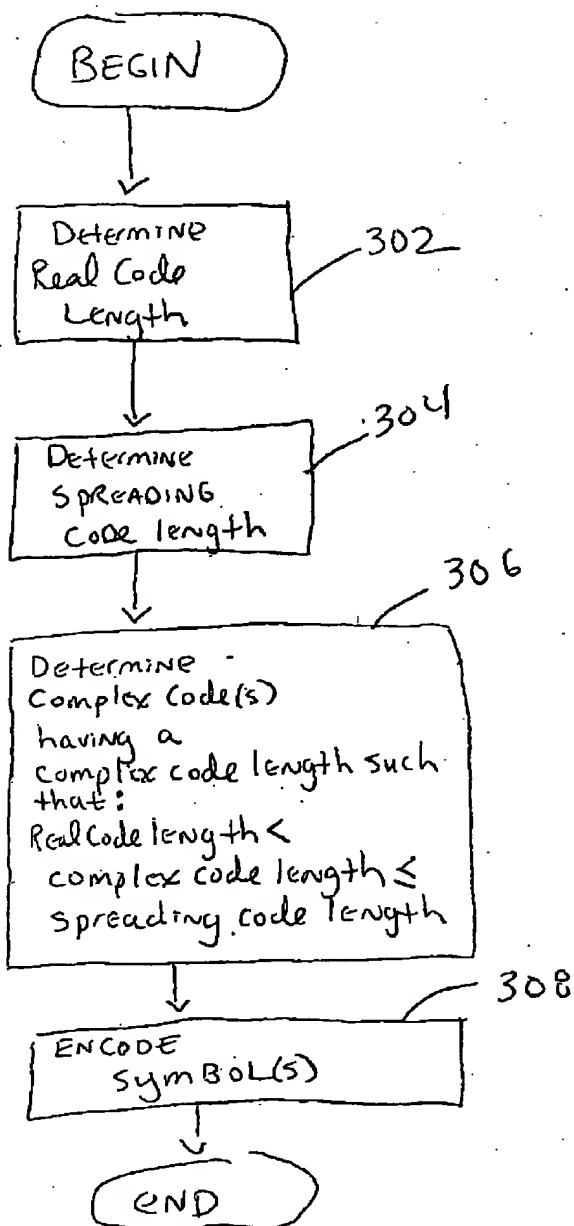 BEGIN
Determine
Real Code
Length
302
Determine
SPREADING
CODE length
304
Determine
Complex Code(s)
having a
complex code length such
that:
Real Code length <
complex code length ≤
spreading code length
306
ENCODE
SymBOL(S)
308
END